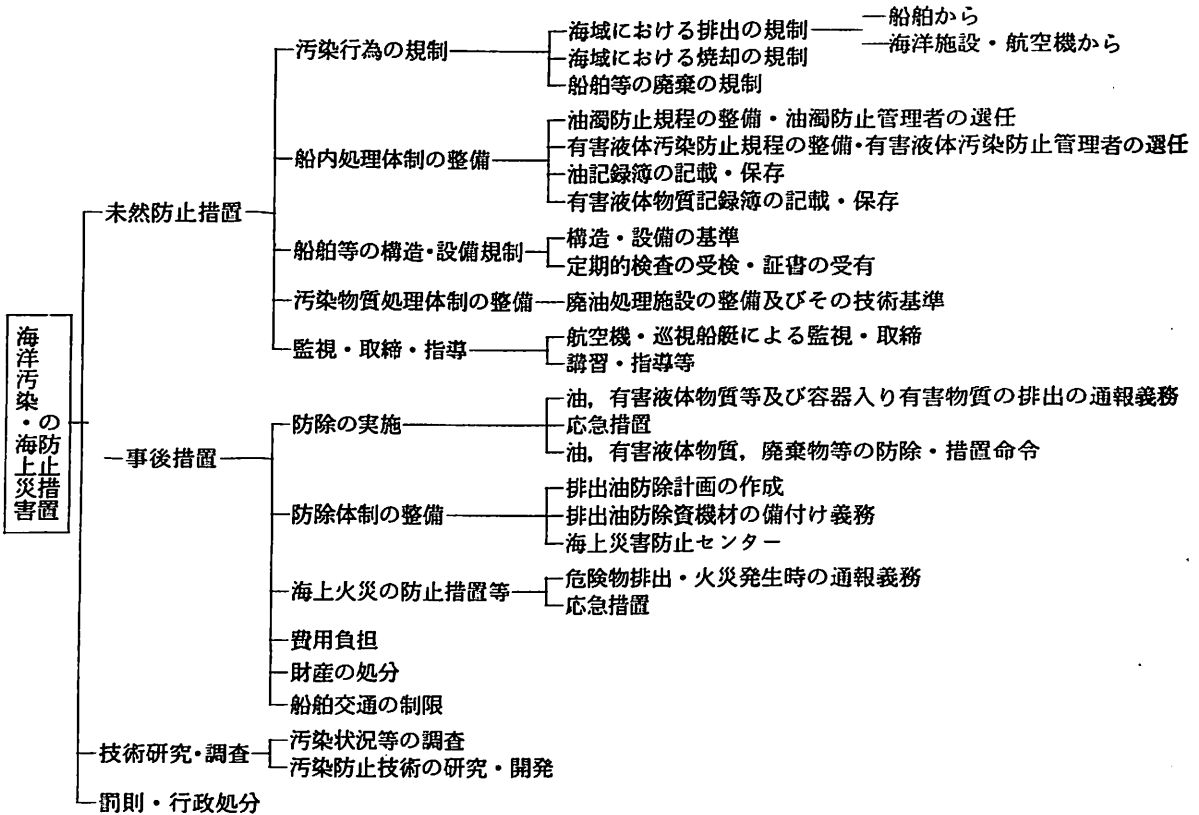 海洋汚染・海上災害の防止措置
未然防止措置
汚染行為の規制
海域における排出の規制
船舶から
海洋施設・航空機から
海域における焼却の規制
船舶等の廃棄の規制
船内処理体制の整備
油濁防止規程の整備・油濁防止管理者の選任
有害液体汚染防止規程の整備・有害液体汚染防止管理者の選任
油記録簿の記載・保存
有害液体物質記録簿の記載・保存
船舶等の構造・設備規制
構造・設備の基準
定期的検査の受検・証書の受有
汚染物質処理体制の整備
廃油処理施設の整備及びその技術基準
監視・取締・指導
航空機・巡視船艇による監視・取締
講習・指導等
事後措置
防除の実施
油，有害液体物質等及び容器入り有害物質の排出の通報義務
応急措置
油，有害液体物質，廃棄物等の防除・措置命令
防除体制の整備
排出油防除計画の作成
排出油防除資機材の備付け義務
海上災害防止センター
海上火災の防止措置等
危険物排出・火災発生時の通報義務
応急措置
費用負担
財産の処分
船舶交通の制限
技術研究・調査
汚染状況等の調査
汚染防止技術の研究・開発
罰則・行政処分